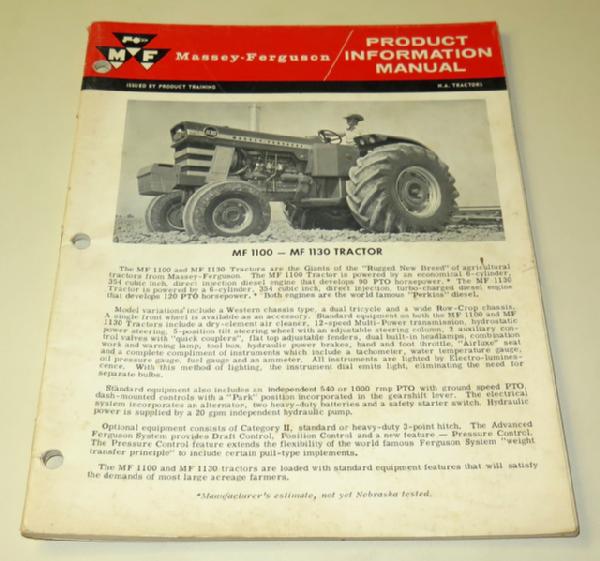 MF
Massey-Ferguson
PRODUCT
INFORMATION
MANUAL
ISSUED BY PRODUCT TRAINING
N.A. TRACTORS
1130
MASSEY FERGUSON
MF 1100 — MF 1130 TRACTOR
The MF 1100 and MF 1130 Tractors are the Giants of the "Rugged New Breed" of agricultural
tractors from Massey-Ferguson. The MF 1100 Tractor is powered by an economical 6-cylinder,
354 cubic inch, direct injection diesel engine that develops 90 PTO horsepower. * The MF 1130
Tractor is powered by a 6-cylinder, 354 cubic inch, direct injection, turbo-charged diesel engine
that develops 120 PTO horsepower. * Both engines are the world famous "Perkins" diesel.
Model variations include a Western chassis type, a dual tricycle and a wide Row-Crop chassis.
A single front wheel is available as an accessory. Standard equipment on both the MF 1100 and MF
1130 Tractors include a dry-element air cleaner, 12-speed Multi-Power transmission, hydrostatic
power steering, 5-position tilt steering wheel with an adjustable steering column, 3 auxiliary con-
trol valves with "quick couplers", flat top adjustable fenders, dual built-in headlamps, combination
work and warning lamp, tool box, hydraulic power brakes, hand and foot throttle, "Airluxe" seat
and a complete compliment of instruments which include a tachometer, water temperature gauge,
oil pressure gauge, fuel gauge and an ammeter. All instruments are lighted by Electro-lumines-
cence. With this method of lighting, the instrument dial emits light, eliminating the need for
separate bulbs.
Standard equipment also includes an independent 540 or 1000 rmp PTO with ground speed PTO,
dash-mounted controls with a "Park" position incorporated in the gearshift lever. The electrical
system incorporates an alternator, two heavy-duty batteries and a safety starter switch. Hydraulic
power is supplied by a 20 gpm independent hydraulic pump.
Optional equipment consists of Category II, standard or heavy-duty 3-point hitch. The Advanced
Ferguson System provides Draft Control, Position Control and a new feature — Pressure Control.
The Pressure Control feature extends the flexibility of the world famous Ferguson System "weight
transfer principle" to include certain pull-type implements.
The MF 1100 and MF 1130 tractors are loaded with standard equipment features that will satisfy
the demands of most large acreage farmers.
*Manufacturer's estimate, not yet Nebraska tested.